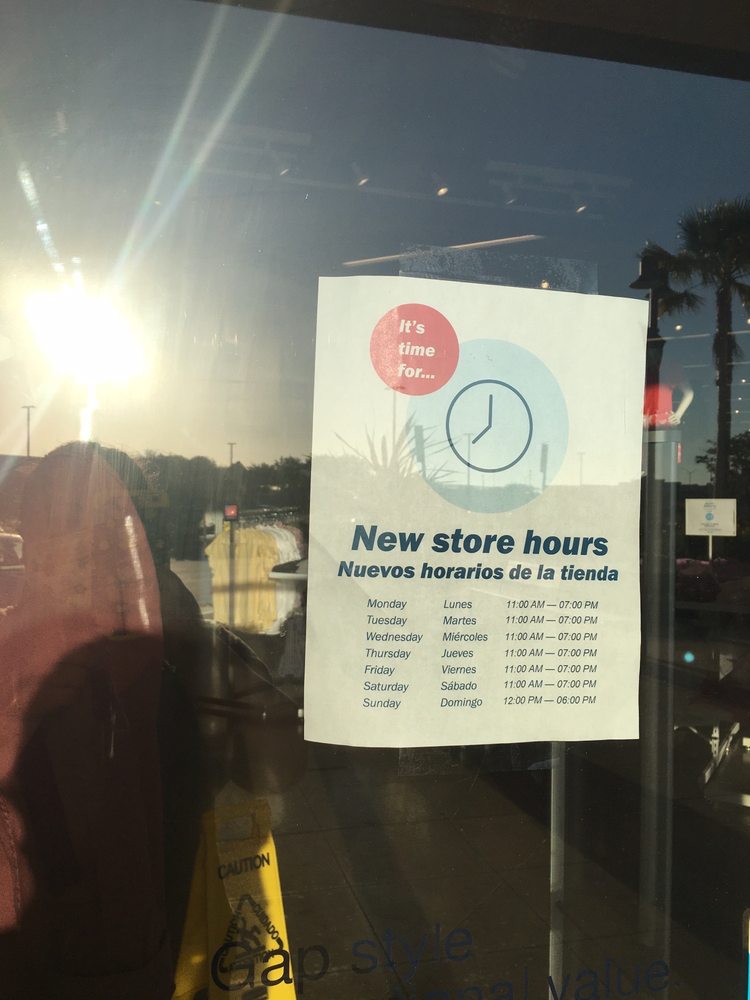 It's
time
for...
New store hours
Nuevos horarios de la tienda
Monday Lunes 11:00 AM — 07:00 PM
Tuesday Martes 11:00 AM — 07:00 PM
Wednesday Miércoles 11:00 AM — 07:00 PM
Thursday Jueves 11:00 AM — 07:00 PM
Friday Viernes 11:00 AM — 07:00 PM
Saturday Sábado 11:00 AM — 07:00 PM
Sunday Domingo 12:00 PM — 06:00 PM
CAUTION
CUIDADO
Gap style
value